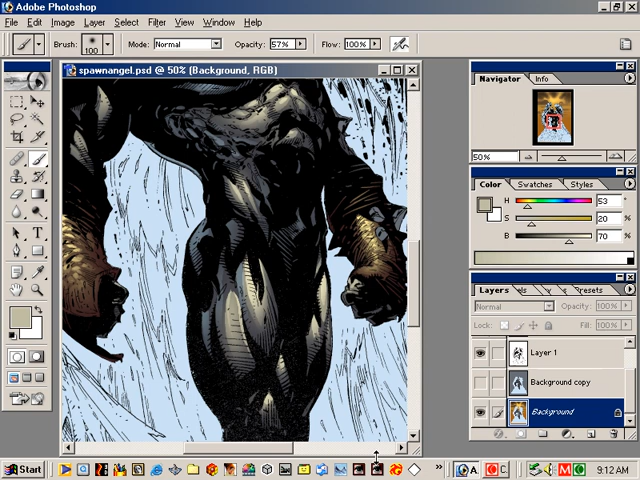 Adobe Photoshop
File Edit Image Layer Select Filter View Window Help
Brush: 100 Mode: Normal Opacity: 57% Flow: 100%
spawnangel.psd @ 50% (Background, RGB)
Navigator Info
50%
Color Swatches Styles
H 53
S 20 %
B 70 %
Layers els resets
Normal Opacity: 100%
Lock: Fill: 100%
Layer 1
Background copy
Background
Start A. C. 9:12 AM